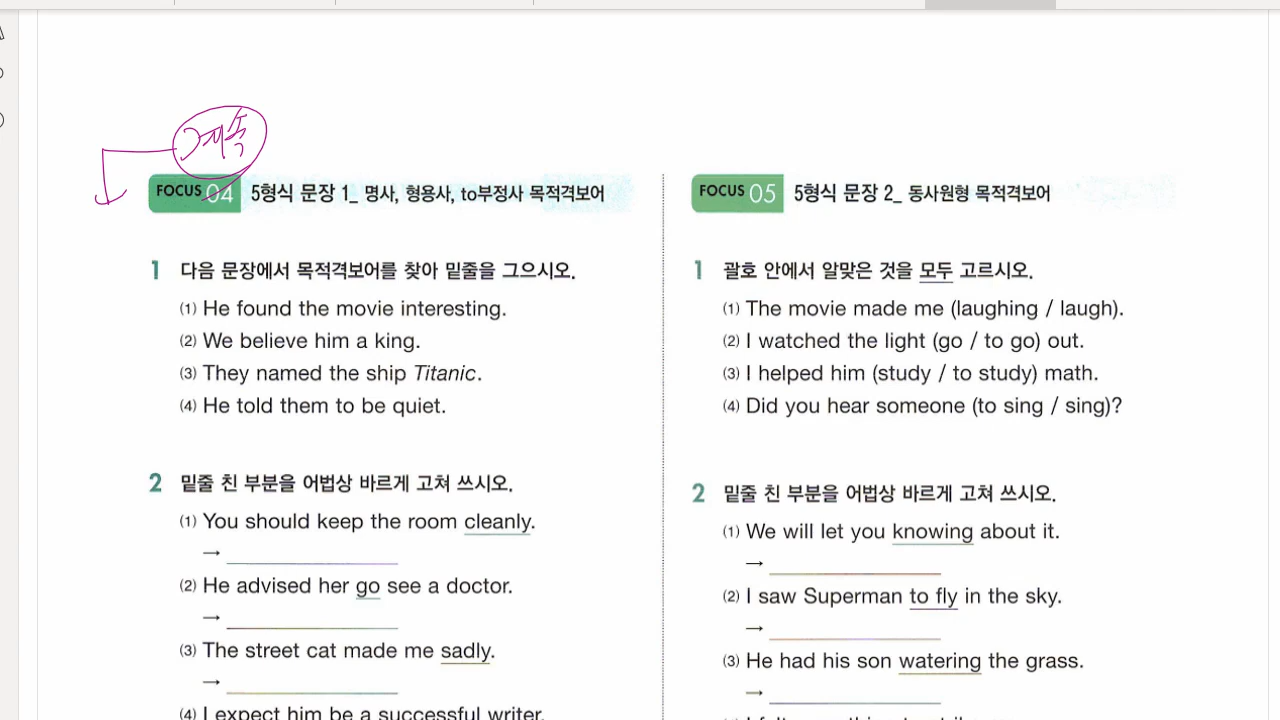 계속
FOCUS 04 5형식 문장 1_ 명사, 형용사, to부정사 목적격보어
1 다음 문장에서 목적격보어를 찾아 밑줄을 그으시오.
(1) He found the movie interesting.
(2) We believe him a king.
(3) They named the ship Titanic.
(4) He told them to be quiet.
2 밑줄 친 부분을 어법상 바르게 고쳐 쓰시오.
(1) You should keep the room cleanly.
→
(2) He advised her go see a doctor.
→
(3) The street cat made me sadly.
→
(4) I expect him be a successful writer.
FOCUS 05 5형식 문장 2_ 동사원형 목적격보어
1 괄호 안에서 알맞은 것을 모두 고르시오.
(1) The movie made me (laughing / laugh).
(2) I watched the light (go / to go) out.
(3) I helped him (study / to study) math.
(4) Did you hear someone (to sing / sing)?
2 밑줄 친 부분을 어법상 바르게 고쳐 쓰시오.
(1) We will let you knowing about it.
→
(2) I saw Superman to fly in the sky.
→
(3) He had his son watering the grass.
→